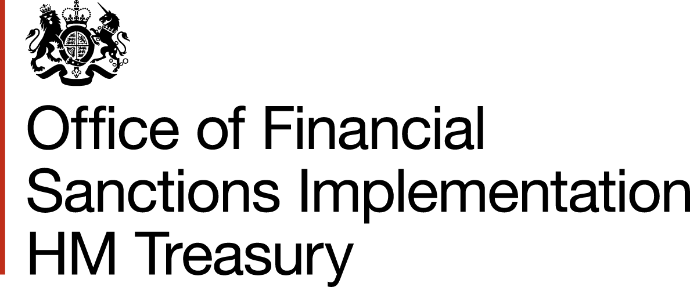 Office of Financial
Sanctions Implementation
HM Treasury